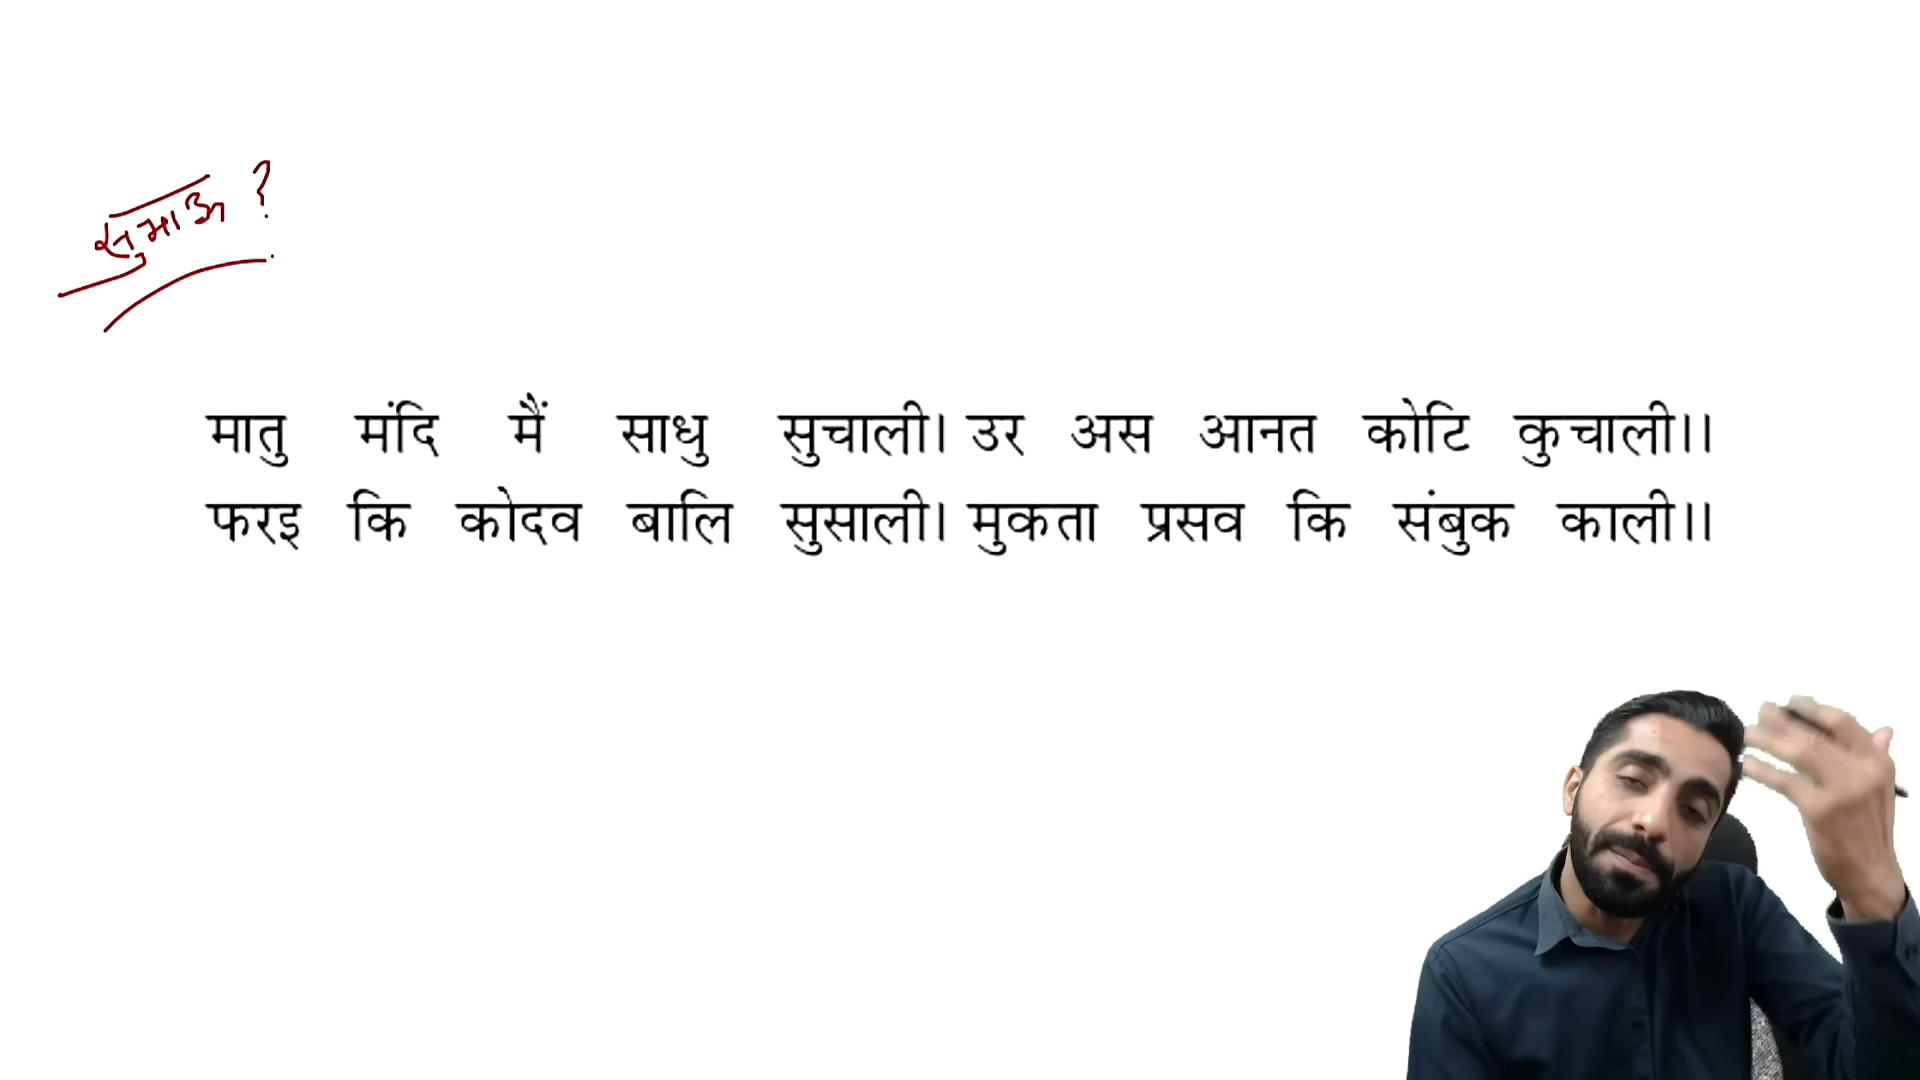 सुभाऊ ?
मातु मंदि मैं साधु सुचाली। उर अस आनत कोटि कुचाली।।
फरइ कि कोदव बालि सुसाली। मुकता प्रसव कि संबुक काली।।